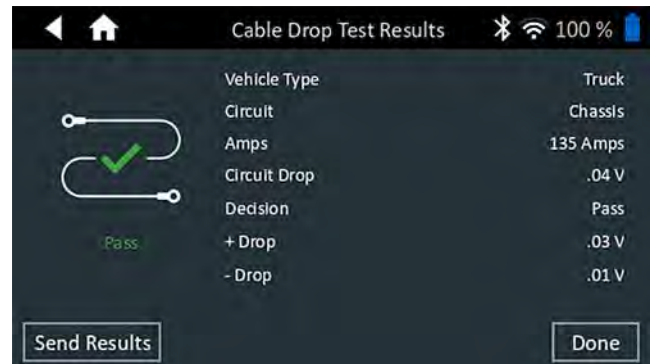 Cable Drop Test Results 100 %
Vehicle Type Truck
Circuit Chassis
Amps 135 Amps
Circuit Drop .04 V
Decision Pass
+ Drop .03 V
- Drop .01 V
Pass
Send Results Done